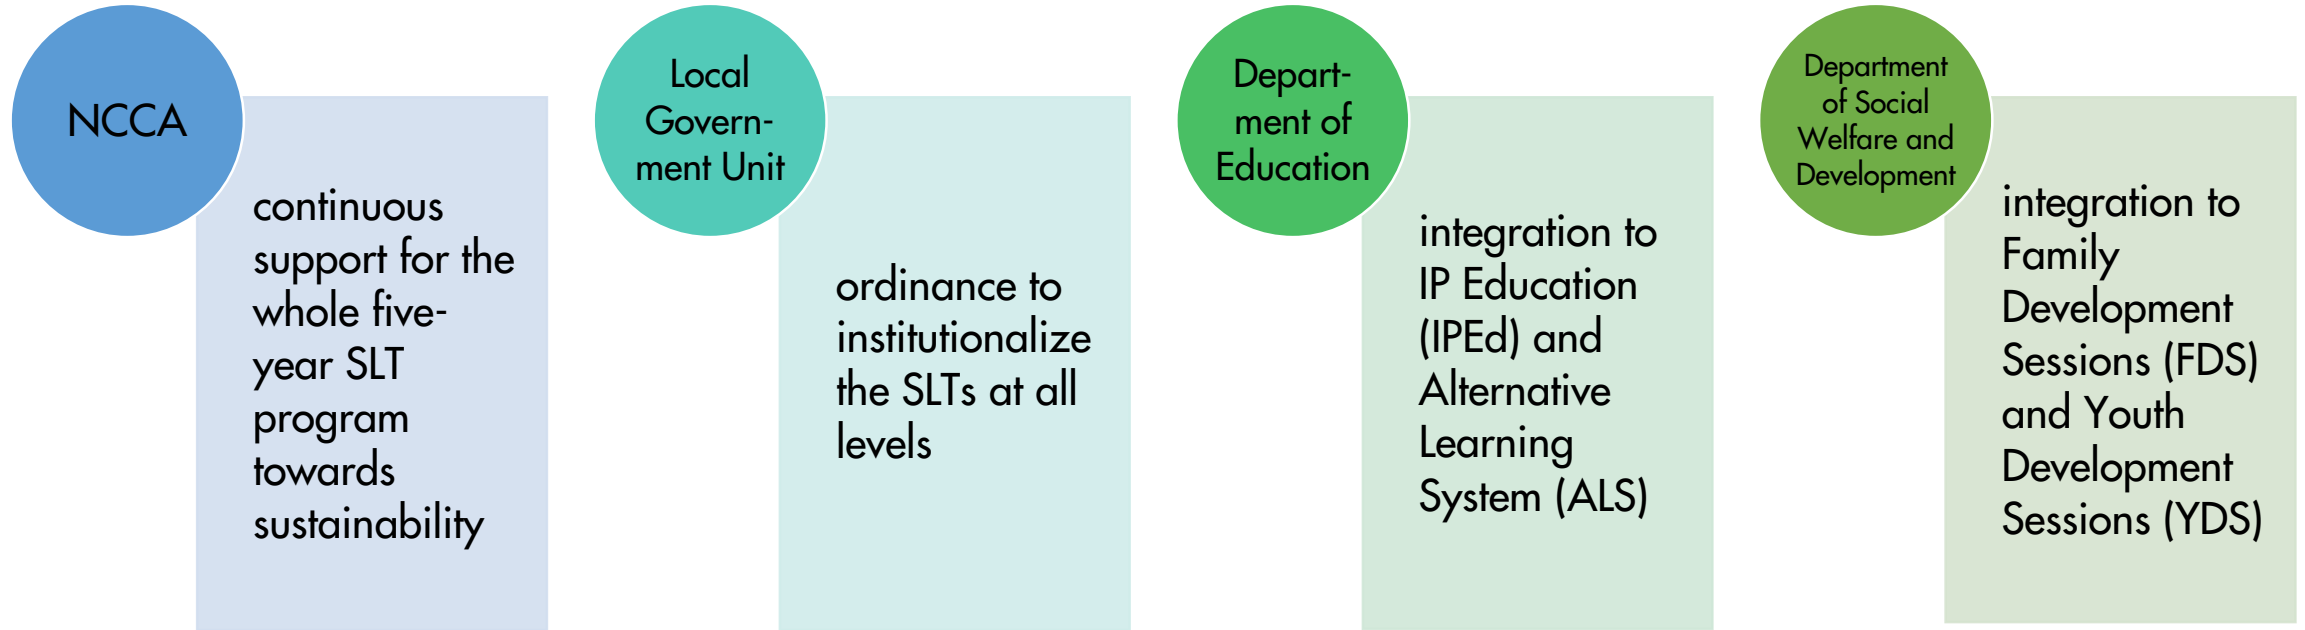 NCCA
continuous
support for the
whole five-
year SLT
program
towards
sustainability
Local
Govern-
ment Unit
ordinance to
institutionalize
the SLTs at all
levels
Depart-
ment of
Education
integration to
IP Education
(IPEd) and
Alternative
Learning
System (ALS)
Department
of Social
Welfare and
Development
integration to
Family
Development
Sessions (FDS)
and Youth
Development
Sessions (YDS)